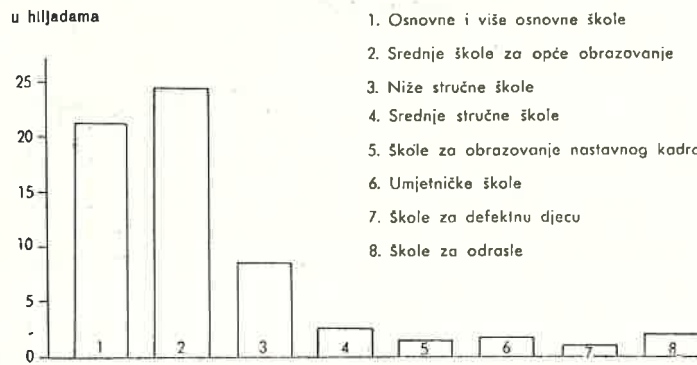 u hiljadama
1. Osnovne i više osnovne škole
2. Srednje škole za opće obrazovanje
3. Niže stručne škole
4. Srednje stručne škole
5. Škole za obrazovanje nastavnog kadra
6. Umjetničke škole
7. Škole za defektnu djecu
8. Škole za odrasle
25
20
15
10
5
0
1 2 3 4 5 6 7 8